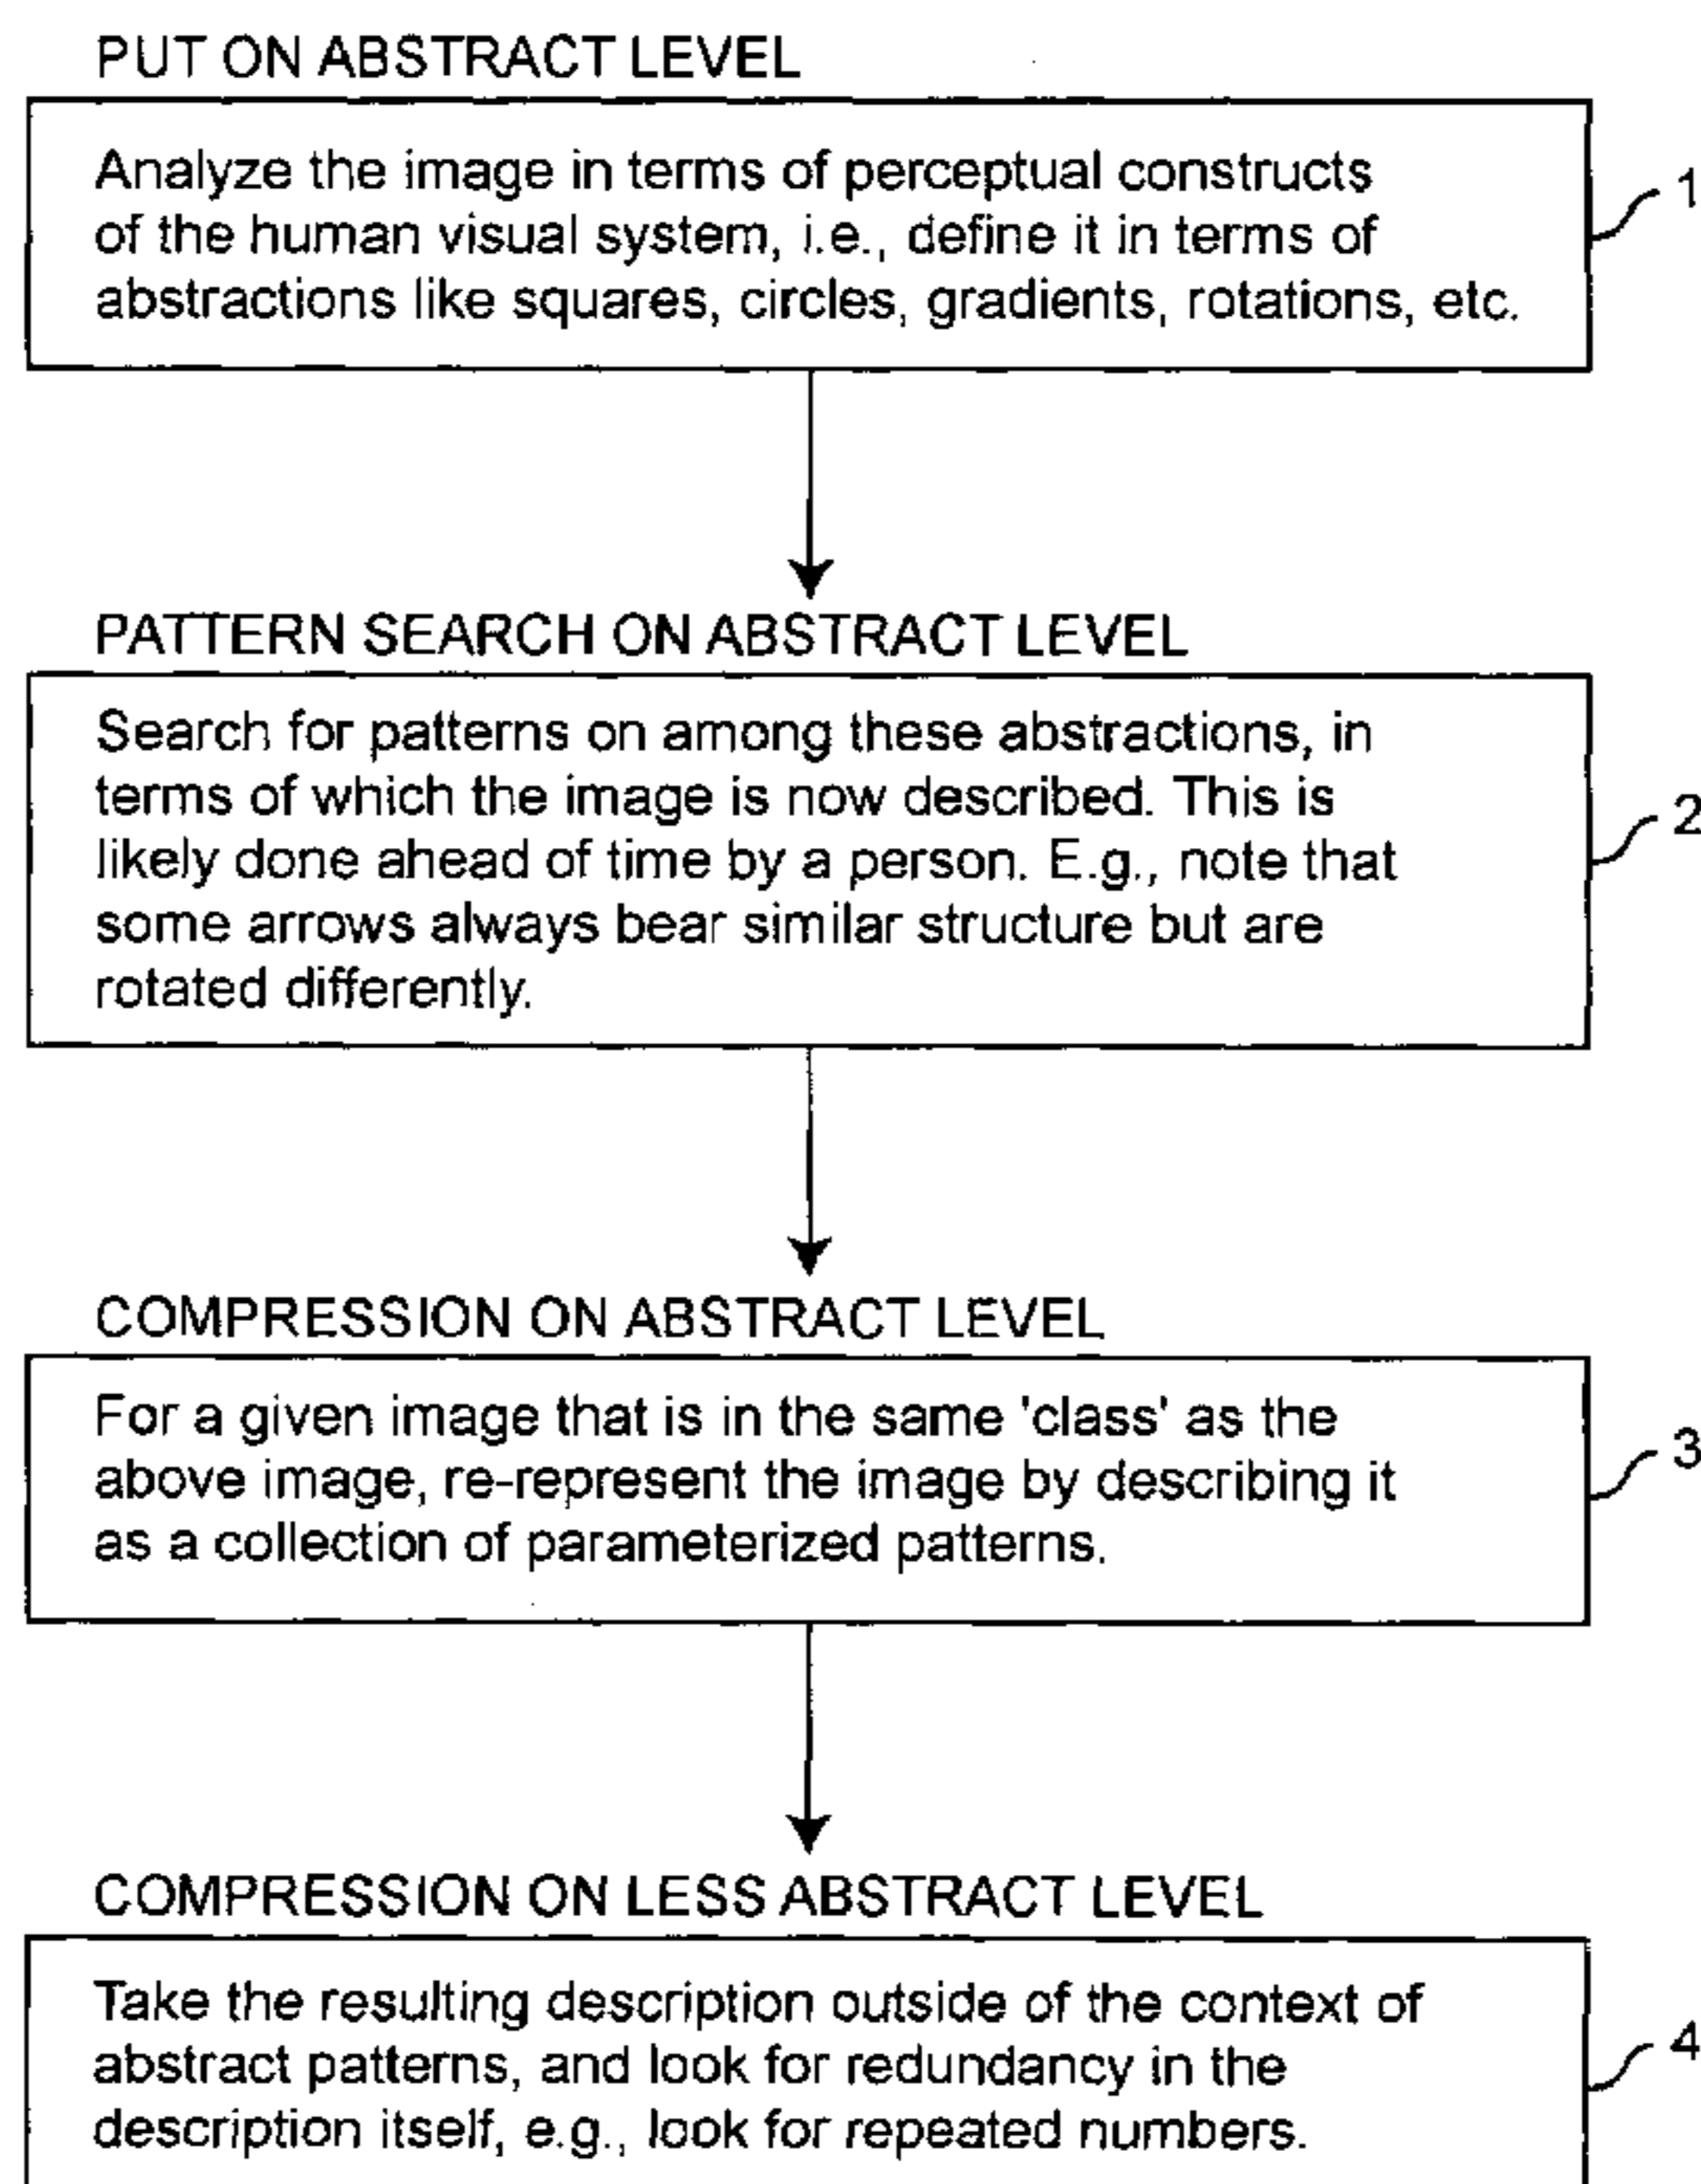 PUT ON ABSTRACT LEVEL
Analyze the image in terms of perceptual constructs
of the human visual system, i.e., define it in terms of
abstractions like squares, circles, gradients, rotations, etc.
1
PATTERN SEARCH ON ABSTRACT LEVEL
Search for patterns on among these abstractions, in
terms of which the image is now described. This is
likely done ahead of time by a person. E.g., note that
some arrows always bear similar structure but are
rotated differently.
2
COMPRESSION ON ABSTRACT LEVEL
For a given image that is in the same 'class' as the
above image, re-represent the image by describing it
as a collection of parameterized patterns.
3
COMPRESSION ON LESS ABSTRACT LEVEL
Take the resulting description outside of the context of
abstract patterns, and look for redundancy in the
description itself, e.g., look for repeated numbers.
4